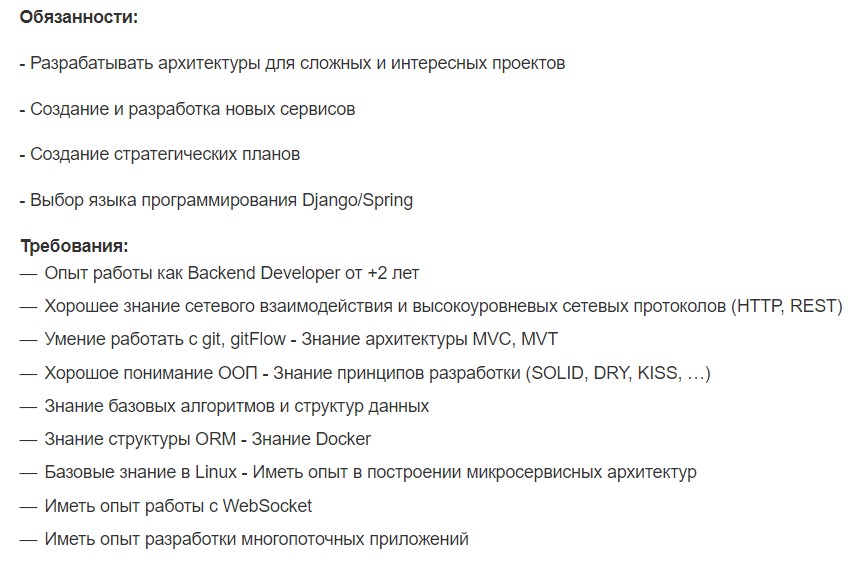 Обязанности:
- Разрабатывать архитектуры для сложных и интересных проектов
- Создание и разработка новых сервисов
- Создание стратегических планов
- Выбор языка программирования Django/Spring
Требования:
— Опыт работы как Backend Developer от +2 лет
— Хорошее знание сетевого взаимодействия и высокоуровневых сетевых протоколов (HTTP, REST)
— Умение работать с git, gitFlow - Знание архитектуры MVC, MVT
— Хорошое понимание ООП - Знание принципов разработки (SOLID, DRY, KISS, …)
— Знание базовых алгоритмов и структур данных
— Знание структуры ORM - Знание Docker
— Базовые знание в Linux - Иметь опыт в построении микросервисных архитектур
— Иметь опыт работы с WebSocket
— Иметь опыт разработки многопоточных приложений